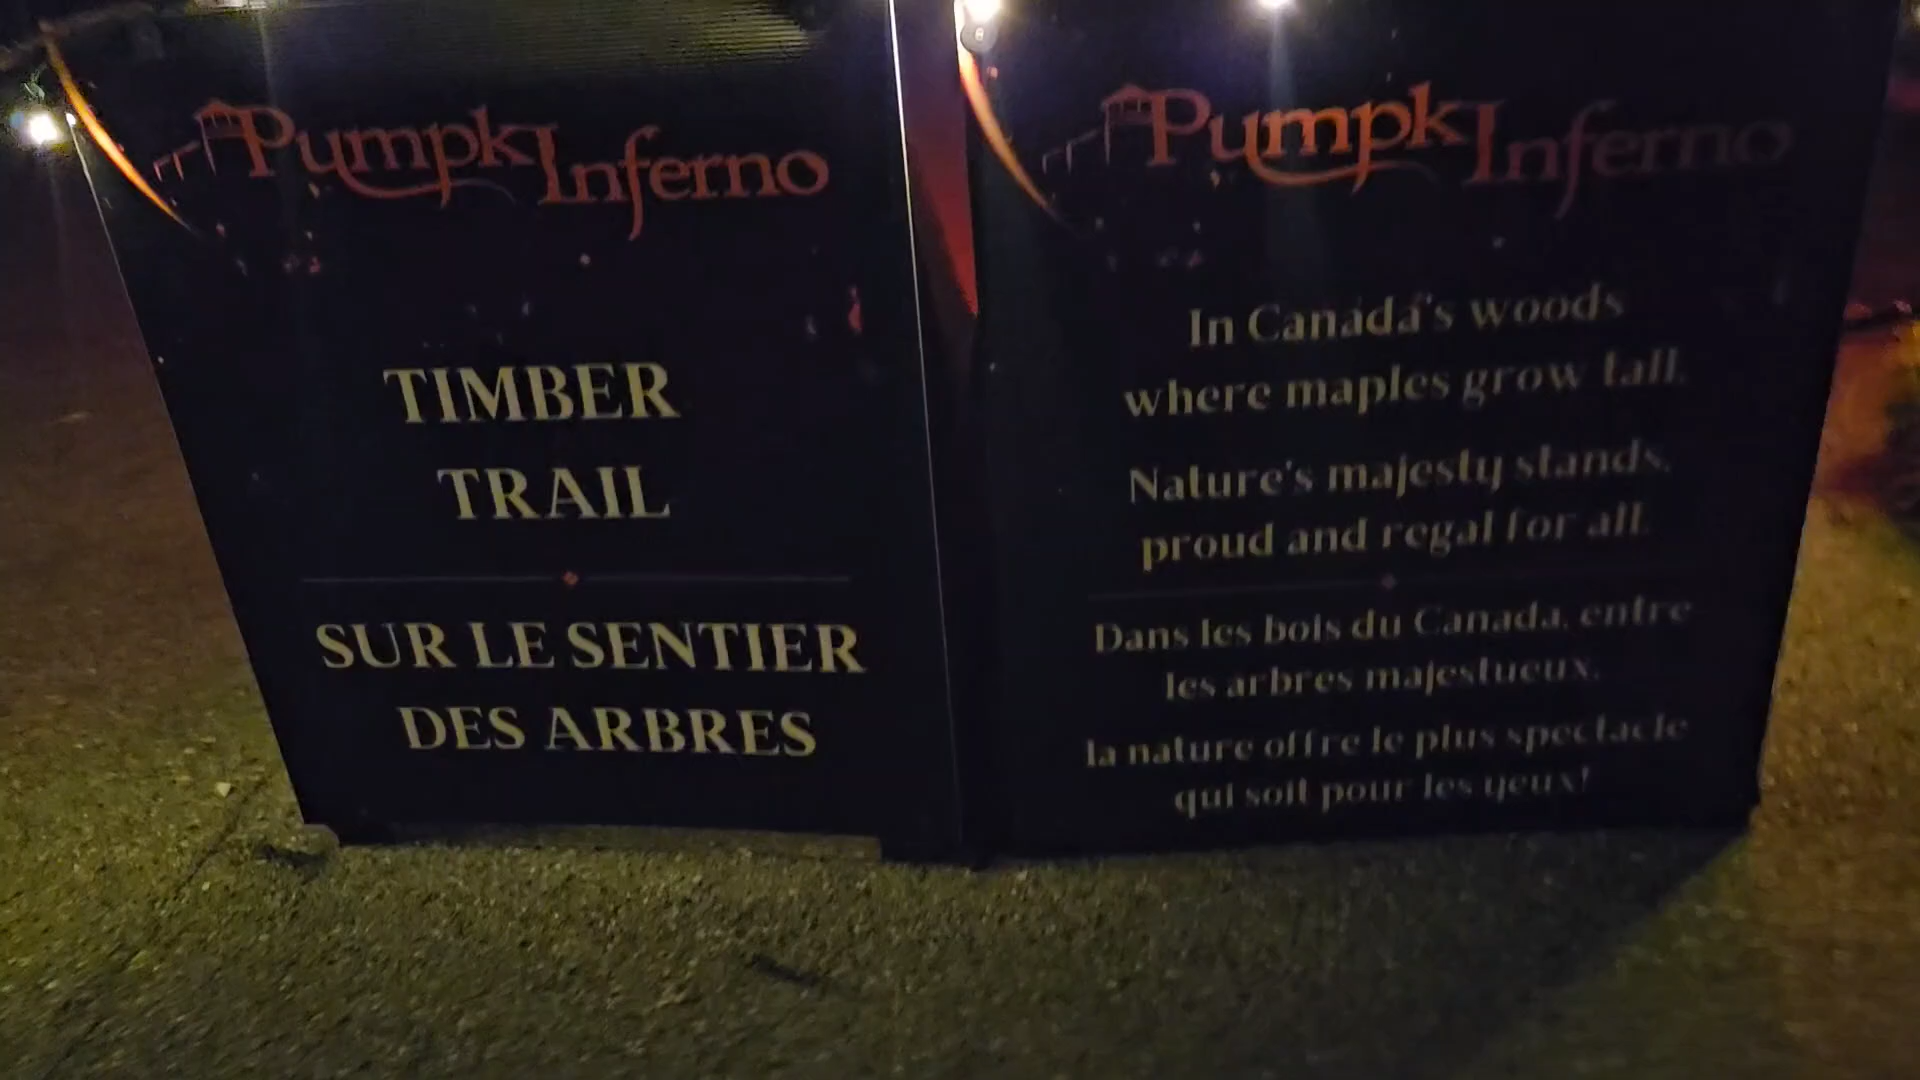 PumpkInferno
TIMBER
TRAIL
SUR LE SENTIER
DES ARBRES
PumpkInferno
In Canada's woods
where maples grow tall,
Nature's majesty stands,
proud and regal for all.
Dans les bois du Canada, entre
les arbres majestueux,
la nature offre le plus spectacle
qui soit pour les yeux!